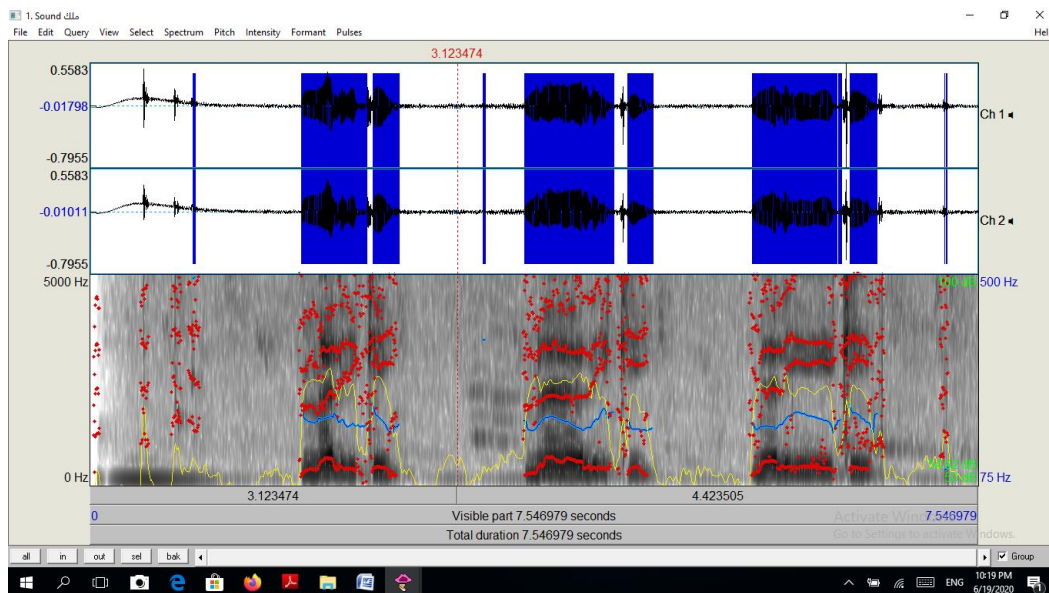 1. Sound ملك
File Edit Query View Select Spectrum Pitch Intensity Formant Pulses Hel
3.123474
0.5583
-0.01798
Ch 1
-0.7955
0.5583
-0.01011
Ch 2
-0.7955
5000 Hz
500 Hz
0 Hz
75 Hz
3.123474 4.423505
0 Visible part 7.546979 seconds 7.546979
Total duration 7.546979 seconds
Activate Windows
Go to Settings to activate Windows.
all in out sel bak Group
ENG 10:19 PM
6/19/2020